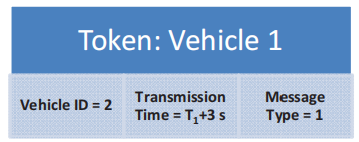 Token: Vehicle 1
Vehicle ID = 2
Transmission
Time = T₁+3 s
Message
Type = 1